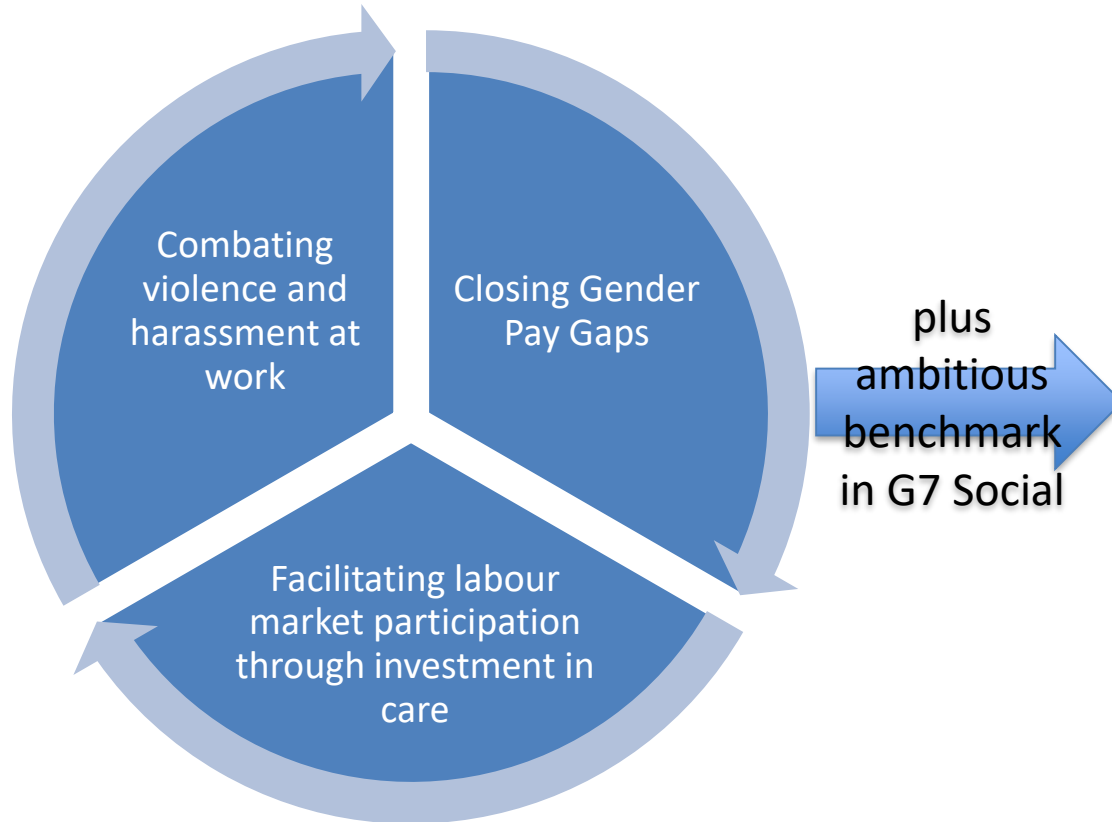 Combating
violence and
harassment at
work
Closing Gender
Pay Gaps
Facilitating labour
market participation
through investment in
care
plus
ambitious
benchmark
in G7 Social